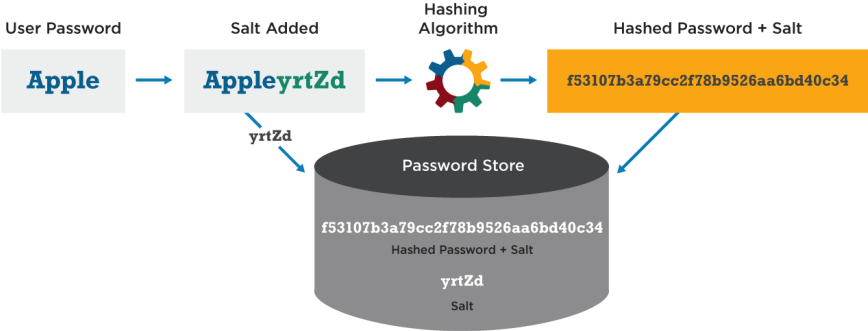 User Password
Salt Added
Hashing
Algorithm
Hashed Password + Salt
Apple
AppleyrtZd
f53107b3a79cc2f78b9526aa6bd40c34
yrtZd
Password Store
f53107b3a79cc2f78b9526aa6bd40c34
Hashed Password + Salt
yrtZd
Salt